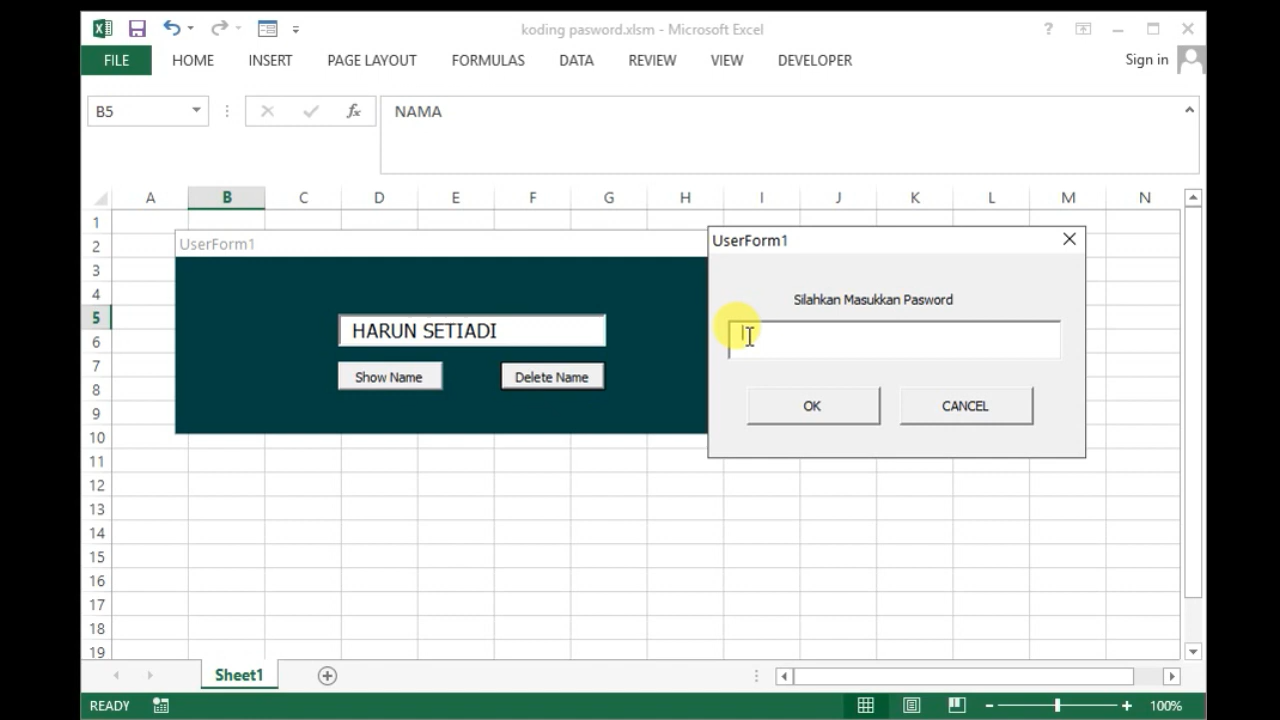 koding pasword.xlsm - Microsoft Excel
?
FILE HOME INSERT PAGE LAYOUT FORMULAS DATA REVIEW VIEW DEVELOPER Sign in
B5 fx NAMA
A B C D E F G H I J K L M N
1
2
3
4
5
6
7
8
9
10
11
12
13
14
15
16
17
18
19
UserForm1
HARUN SETIADI
Show Name Delete Name
UserForm1
Silahkan Masukkan Pasword
OK CANCEL
Sheet1
READY 100%